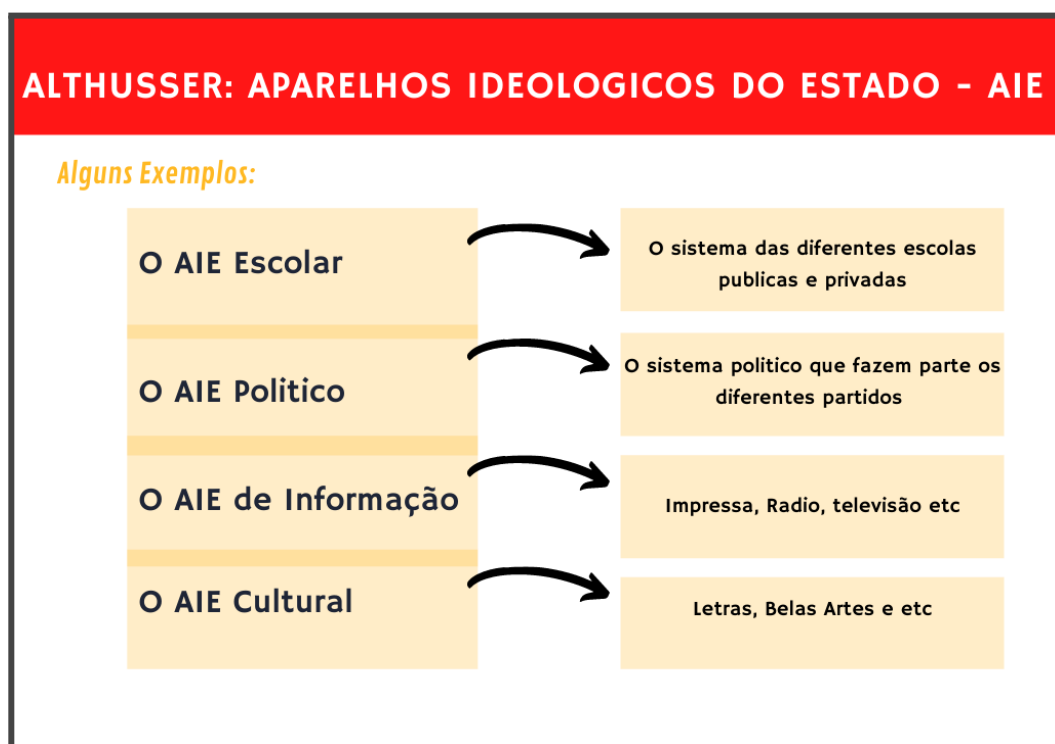 ALTHUSSER: APARELHOS IDEOLOGICOS DO ESTADO - AIE
Alguns Exemplos:
O AIE Escolar
O sistema das diferentes escolas
publicas e privadas
O AIE Politico
O sistema politico que fazem parte os
diferentes partidos
O AIE de Informação
Impressa, Radio, televisão etc
O AIE Cultural
Letras, Belas Artes e etc